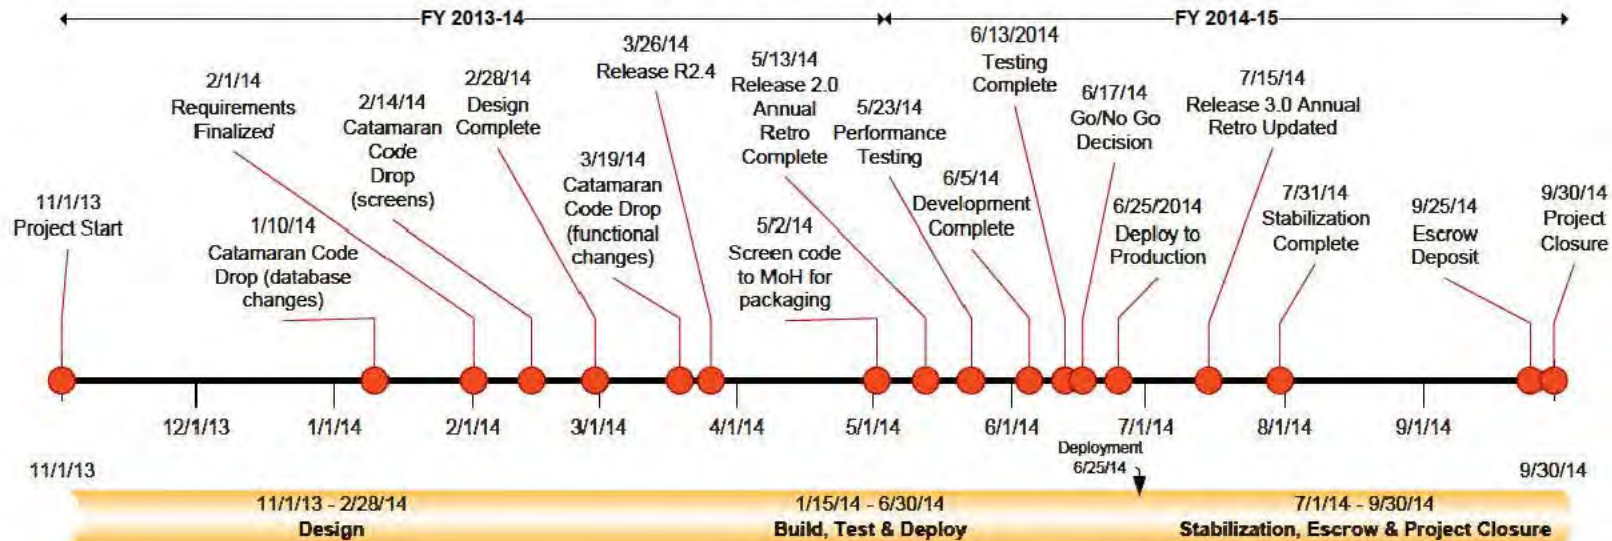 FY 2013-14
FY 2014-15
11/1/13
Project Start
1/10/14
Catamaran Code
Drop (database
changes)
2/1/14
Requirements
Finalized
2/14/14
Catamaran
Code
Drop
(screens)
2/28/14
Design
Complete
3/19/14
Catamaran
Code Drop
(functional
changes)
3/26/14
Release R2.4
5/2/14
Screen code
to MoH for
packaging
5/13/14
Release 2.0
Annual
Retro
Complete
5/23/14
Performance
Testing
6/5/14
Development
Complete
6/13/2014
Testing
Complete
6/17/14
Go/No Go
Decision
6/25/2014
Deploy to
Production
7/15/14
Release 3.0 Annual
Retro Updated
7/31/14
Stabilization
Complete
9/25/14
Escrow
Deposit
9/30/14
Project
Closure
12/1/13
1/1/14
2/1/14
3/1/14
4/1/14
5/1/14
6/1/14
7/1/14
8/1/14
9/1/14
11/1/13
Deployment
6/25/14
9/30/14
11/1/13 - 2/28/14
Design
1/15/14 - 6/30/14
Build, Test & Deploy
7/1/14 - 9/30/14
Stabilization, Escrow & Project Closure